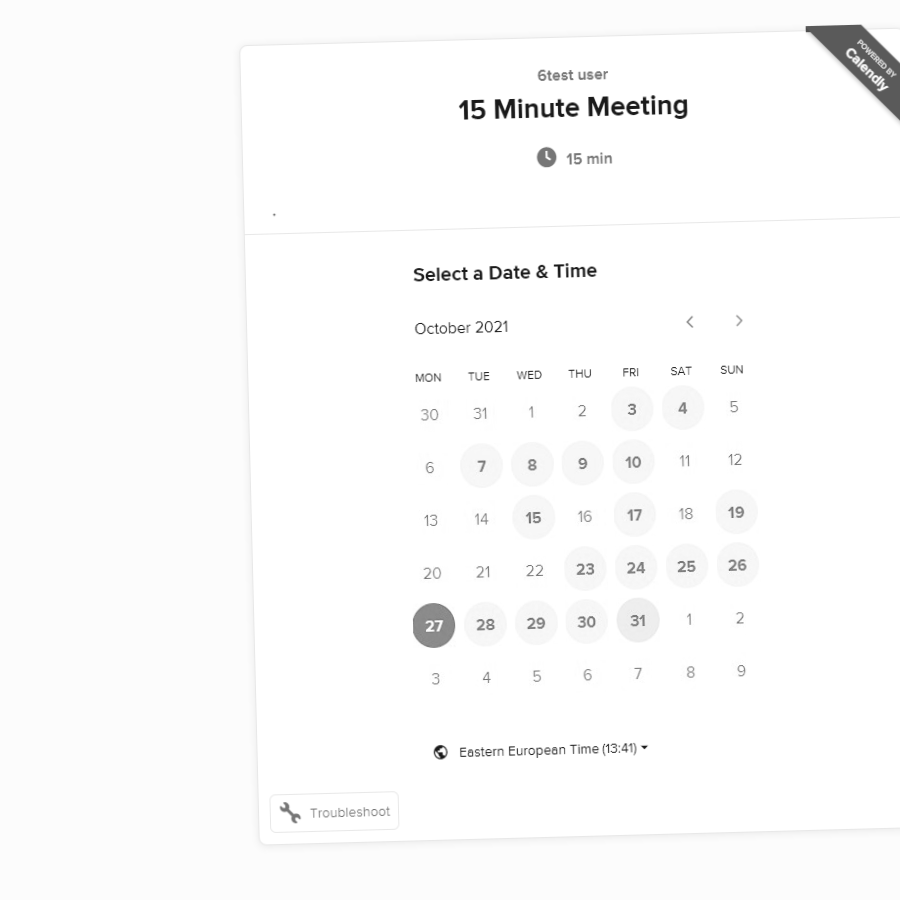 POWERED BY
Calendly
6test user
15 Minute Meeting
15 min
.
Select a Date & Time
October 2021
MON TUE WED THU FRI SAT SUN
30 31 1 2 3 4 5
6 7 8 9 10 11 12
13 14 15 16 17 18 19
20 21 22 23 24 25 26
27 28 29 30 31 1 2
3 4 5 6 7 8 9
Eastern European Time (13:41)
Troubleshoot